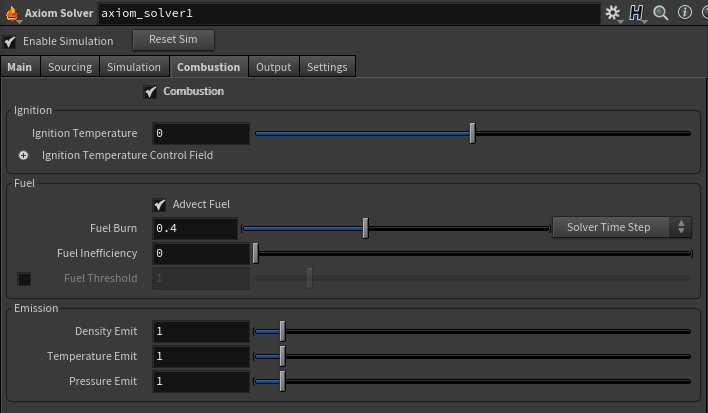 Axiom Solver axiom_solver1
Enable Simulation Reset Sim
Main Sourcing Simulation Combustion Output Settings
Combustion
Ignition
Ignition Temperature 0
Ignition Temperature Control Field
Fuel
Advect Fuel
Fuel Burn 0.4 Solver Time Step
Fuel Inefficiency 0
Fuel Threshold 1
Emission
Density Emit 1
Temperature Emit 1
Pressure Emit 1